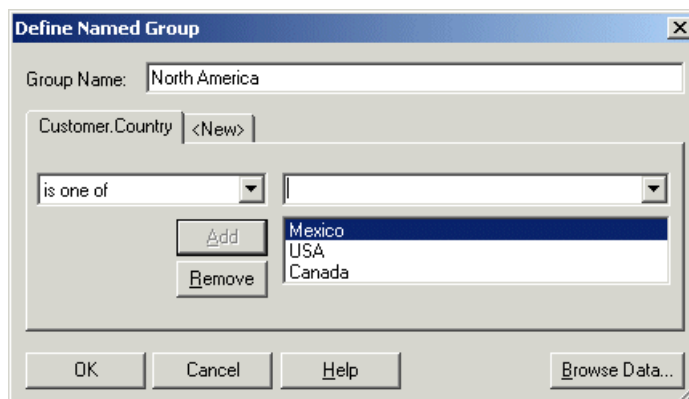 Define Named Group
Group Name: North America
Customer.Country <New>
is one of
Add
Mexico
USA
Remove
Canada
OK Cancel Help Browse Data...